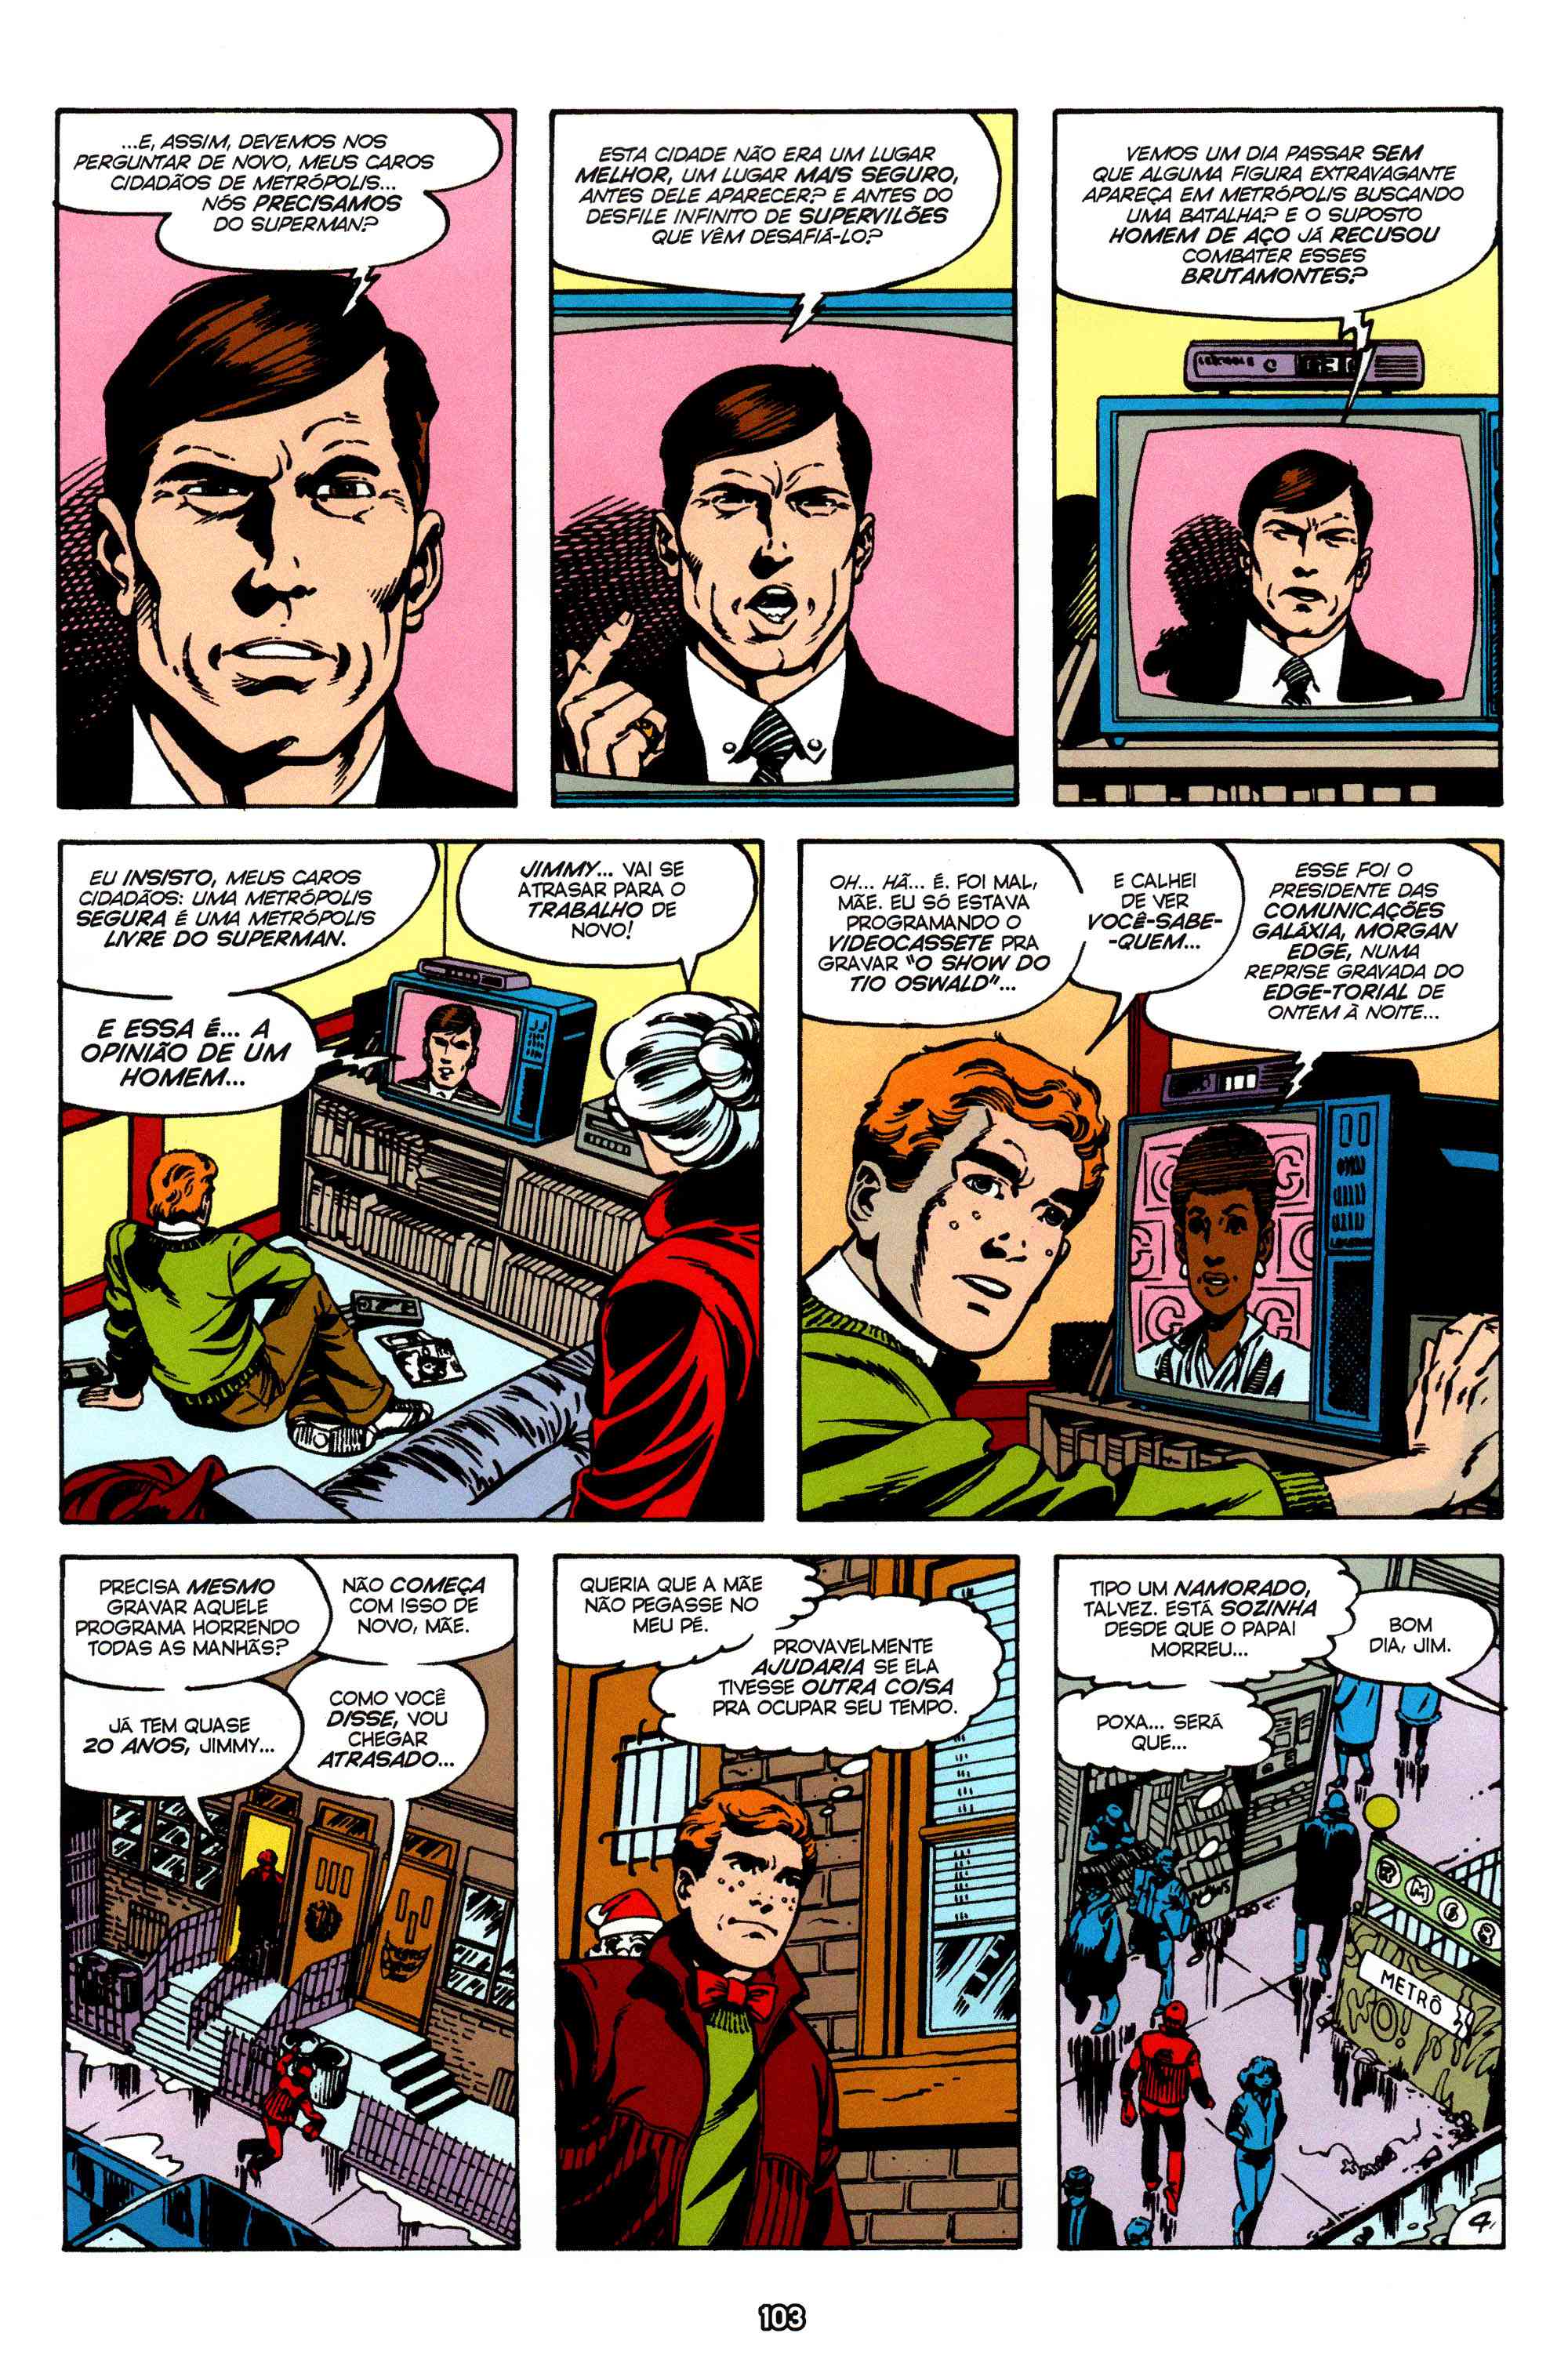 ...E, ASSIM, DEVEMOS NOS
PERGUNTAR DE NOVO, MEUS CAROS
CIDADÃOS DE METRÓPOLIS...
NÓS PRECISAMOS
DO SUPERMAN?
ESTA CIDADE NÃO ERA UM LUGAR
MELHOR, UM LUGAR MAIS SEGURO,
ANTES DELE APARECER? E ANTES DO
DESFILE INFINITO DE SUPERVILÕES
QUE VÊM DESAFIÁ-LO?
VEMOS UM DIA PASSAR SEM
QUE ALGUMA FIGURA EXTRAVAGANTE
APAREÇA EM METRÓPOLIS BUSCANDO
UMA BATALHA? E O SUPOSTO
HOMEM DE AÇO JÁ RECUSOU
COMBATER ESSES
BRUTAMONTES?
EU INSISTO, MEUS CAROS
CIDADÃOS: UMA METRÓPOLIS
SEGURA É UMA METRÓPOLIS
LIVRE DO SUPERMAN.
E ESSA É... A
OPINIÃO DE UM
HOMEM...
JIMMY... VAI SE
ATRASAR PARA O
TRABALHO DE
NOVO!
OH... HÃ... É. FOI MAL,
MÃE. EU SÓ ESTAVA
PROGRAMANDO O
VIDEOCASSETE PRA
GRAVAR "O SHOW DO
TIO OSWALD"...
E CALHEI
DE VER
VOCÊ-SABE-
-QUEM...
ESSE FOI O
PRESIDENTE DAS
COMUNICAÇÕES
GALÁXIA, MORGAN
EDGE, NUMA
REPRISE GRAVADA DO
EDGE-TORIAL DE
ONTEM À NOITE...
PRECISA MESMO
GRAVAR AQUELE
PROGRAMA HORRENDO
TODAS AS MANHÃS?
NÃO COMEÇA
COM ISSO DE
NOVO, MÃE.
JÁ TEM QUASE
20 ANOS, JIMMY...
COMO VOCÊ
DISSE, VOU
CHEGAR
ATRASADO...
QUERIA QUE A MÃE
NÃO PEGASSE NO
MEU PÉ.
PROVAVELMENTE
AJUDARIA SE ELA
TIVESSE OUTRA COISA
PRA OCUPAR SEU TEMPO.
TIPO UM NAMORADO,
TALVEZ. ESTÁ SOZINHA
DESDE QUE O PAPAI
MORREU...
BOM
DIA, JIM.
POXA... SERÁ
QUE...
METRÔ
YO!
4
103